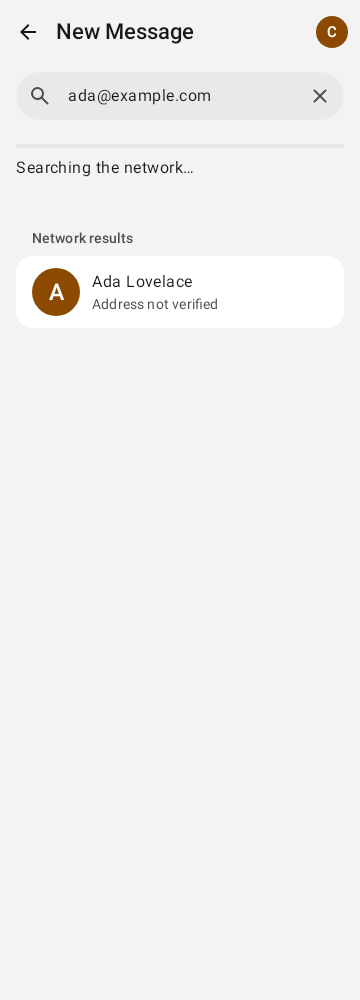 New Message
C
ada@example.com
Searching the network…
Network results
A
Ada Lovelace
Address not verified